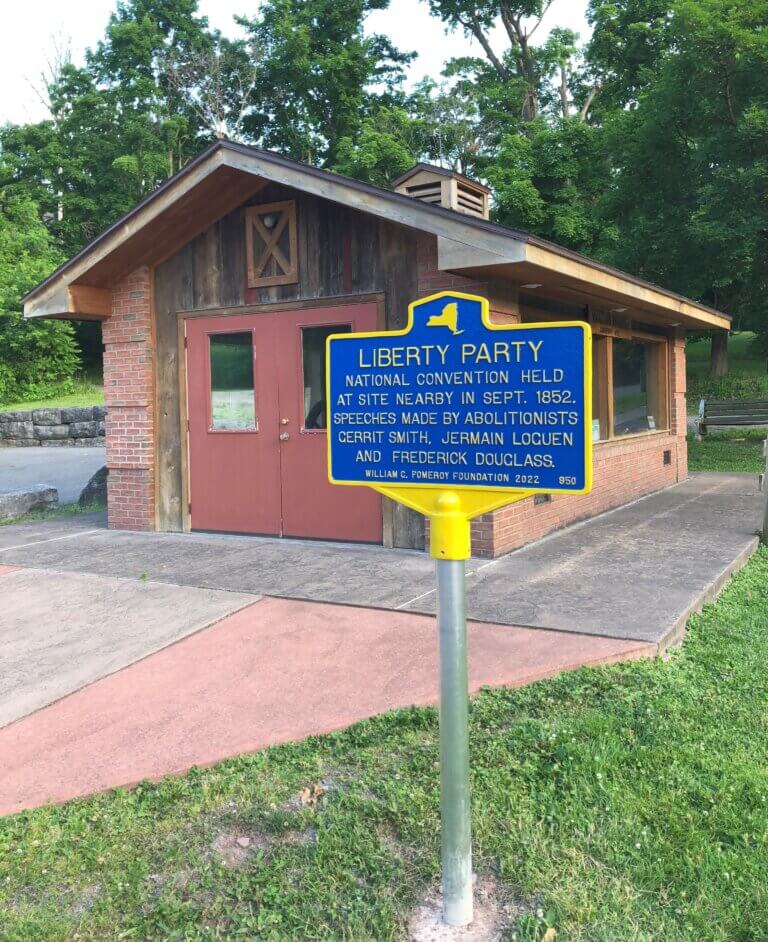 LIBERTY PARTY
NATIONAL CONVENTION HELD
AT SITE NEARBY IN SEPT. 1852.
SPEECHES MADE BY ABOLITIONISTS
GERRIT SMITH, JERMAIN LOGUEN
AND FREDERICK DOUGLASS.
WILLIAM G. POMEROY FOUNDATION 2022 950